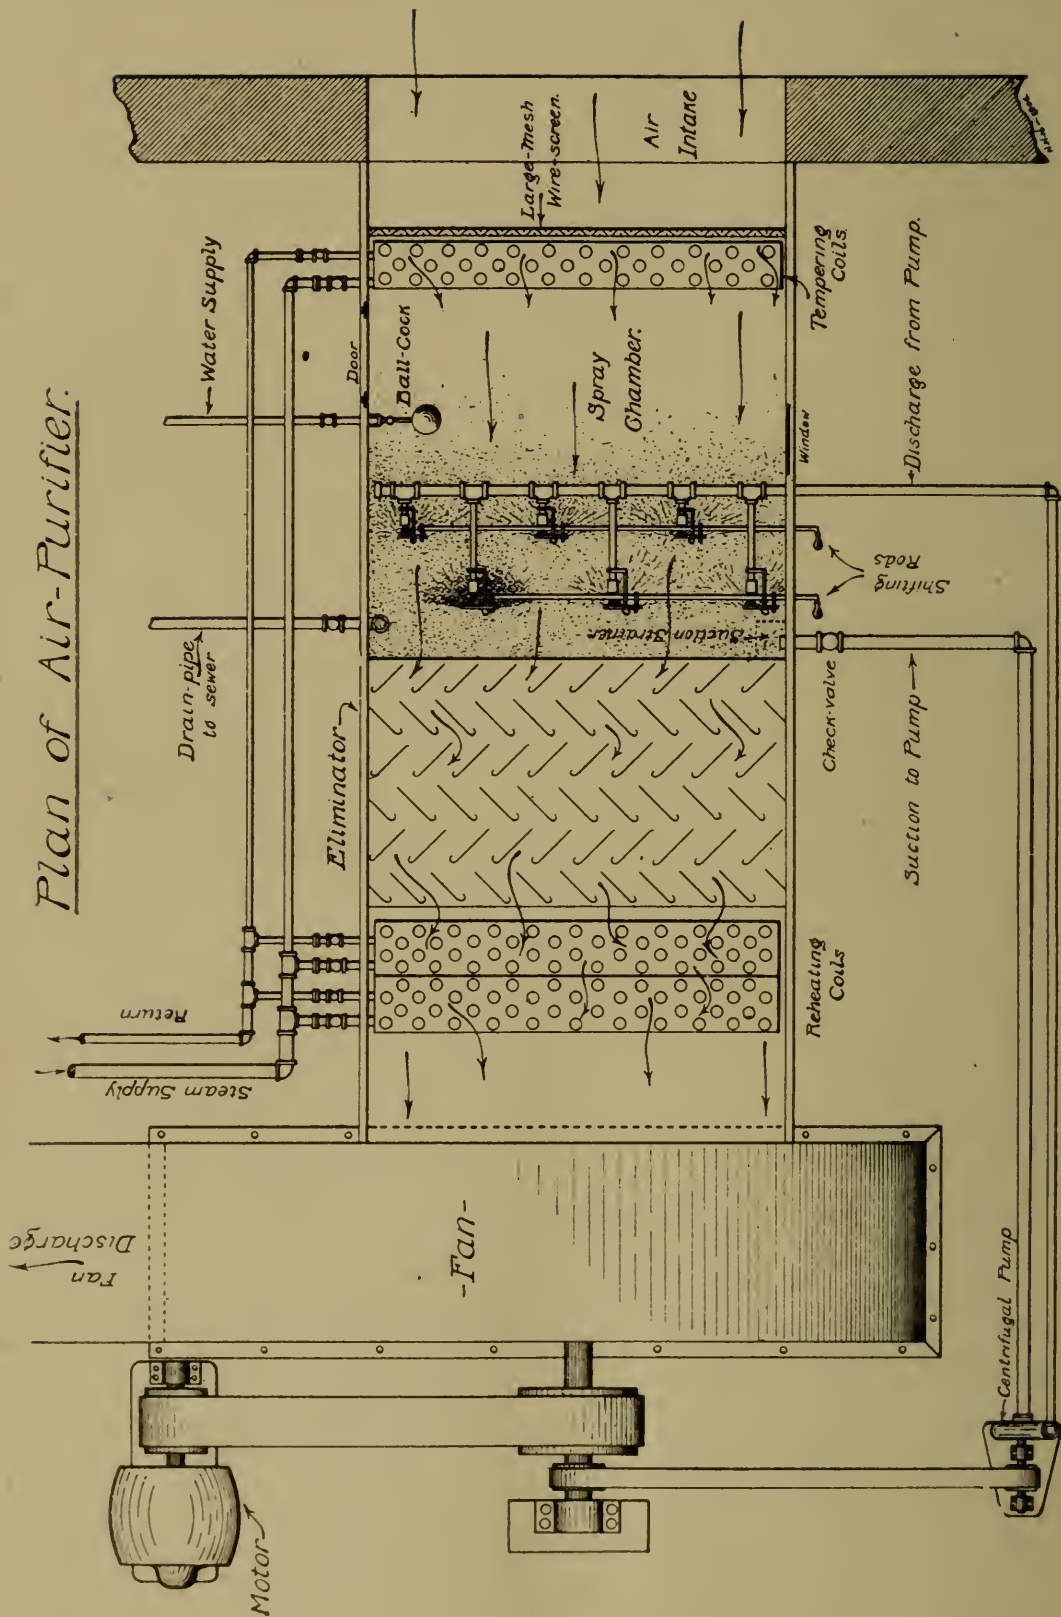 Plan of Air-Purifier.
Air
Intake
Large-mesh
Wire-screen.
Tempering
Coils.
Water Supply
Door
Ball-Cock
Spray
Chamber.
Window
Discharge from Pump.
Shifting
Rods
Suction Strainer
Drain-pipe
to sewer
Eliminator
Check-valve
Suction to Pump
Reheating
Coils
Return
Steam Supply
Fan
Discharge
-Fan-
Centrifugal Pump
Motor